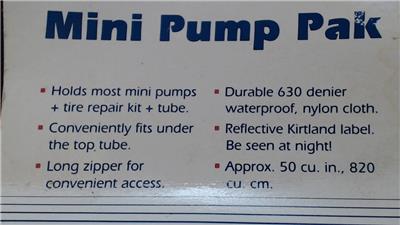 Mini Pump Pak
▪ Holds most mini pumps
+ tire repair kit + tube.
▪ Conveniently fits under
the top tube.
▪ Long zipper for
convenient access.
▪ Durable 630 denier
waterproof, nylon cloth.
▪ Reflective Kirtland label.
Be seen at night!
▪ Approx. 50 cu. in., 820
cu. cm.